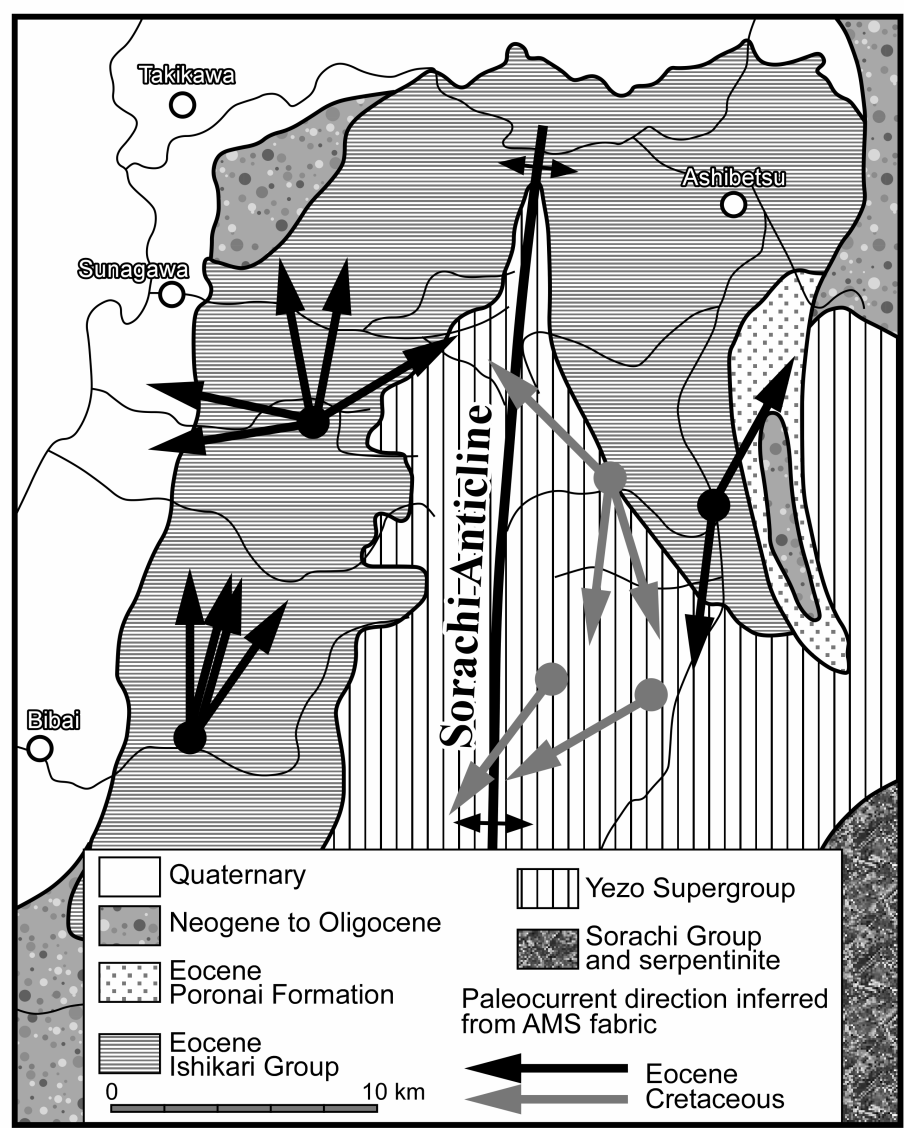 Takikawa
Ashibetsu
Sunagawa
Sorachi Anticline
Bibai
Quaternary
Neogene to Oligocene
Eocene
Poronai Formation
Eocene
Ishikari Group
0 10 km
Yezo Supergroup
Sorachi Group
and serpentinite
Paleocurrent direction inferred
from AMS fabric
Eocene
Cretaceous